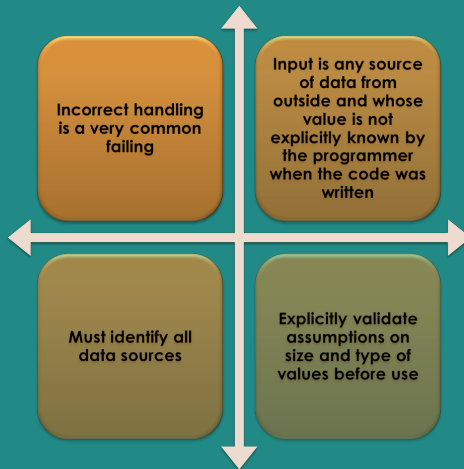 Incorrect handling
is a very common
failing
Input is any source
of data from
outside and whose
value is not
explicitly known by
the programmer
when the code was
written
Must identify all
data sources
Explicitly validate
assumptions on
size and type of
values before use